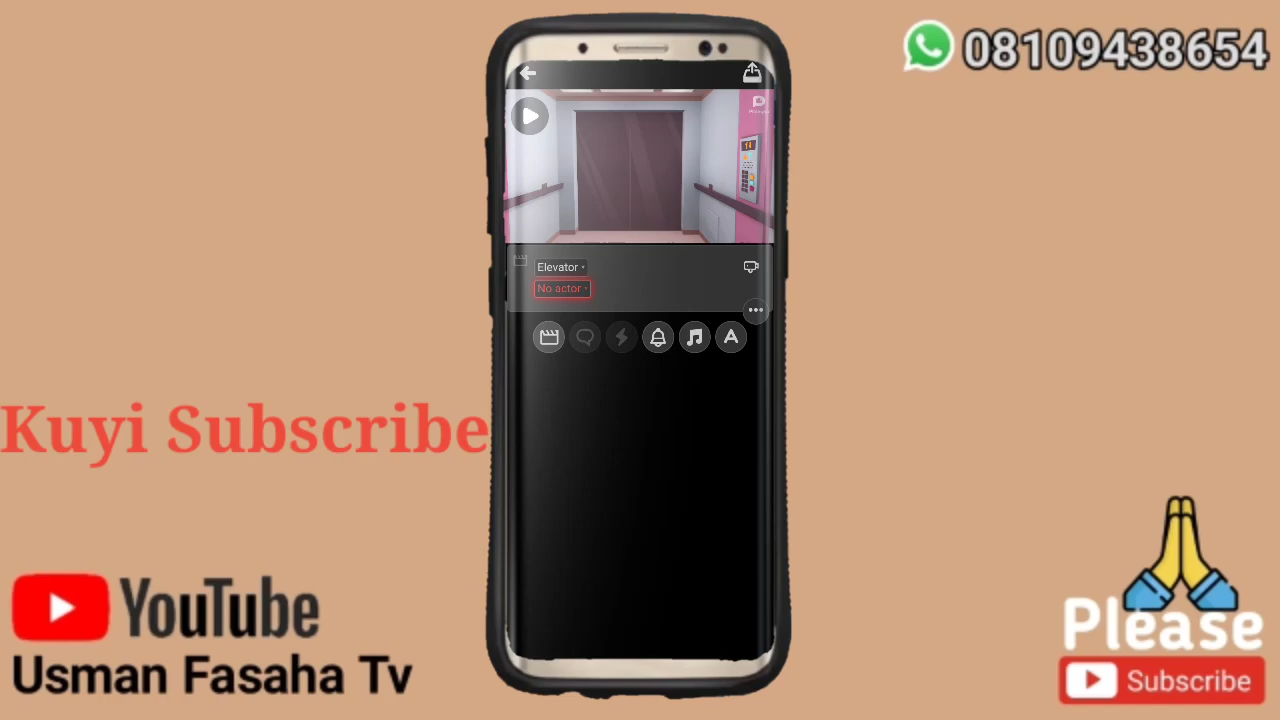 08109438654
Elevator
No actor
Kuyi Subscribe
YouTube
Usman Fasaha Tv
Please
Subscribe